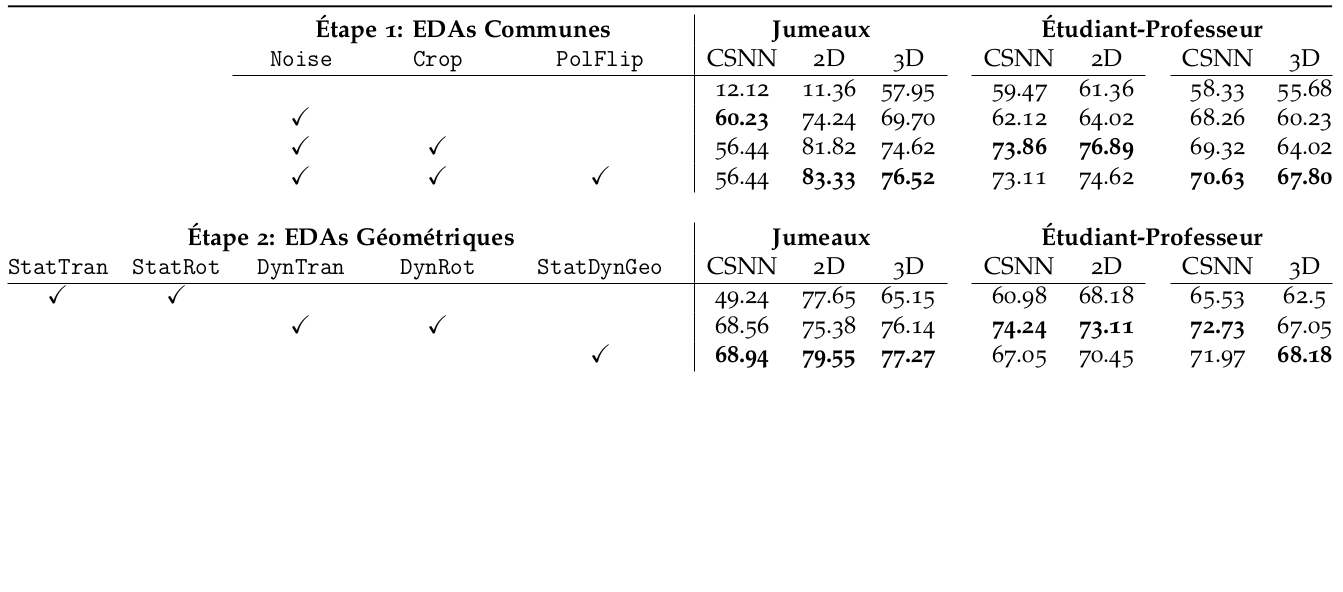 Étape 1: EDAs Communes Jumeaux Étudiant-Professeur
Noise Crop PolFlip CSNN 2D 3D CSNN 2D CSNN 3D
12.12 11.36 57.95 59.47 61.36 58.33 55.68
✓ 60.23 74.24 69.70 62.12 64.02 68.26 60.23
✓ ✓ 56.44 81.82 74.62 73.86 76.89 69.32 64.02
✓ ✓ ✓ 56.44 83.33 76.52 73.11 74.62 70.63 67.80
Étape 2: EDAs Géométriques Jumeaux Étudiant-Professeur
StatTran StatRot DynTran DynRot StatDynGeo CSNN 2D 3D CSNN 2D CSNN 3D
✓ ✓ 49.24 77.65 65.15 60.98 68.18 65.53 62.5
✓ ✓ 68.56 75.38 76.14 74.24 73.11 72.73 67.05
✓ 68.94 79.55 77.27 67.05 70.45 71.97 68.18